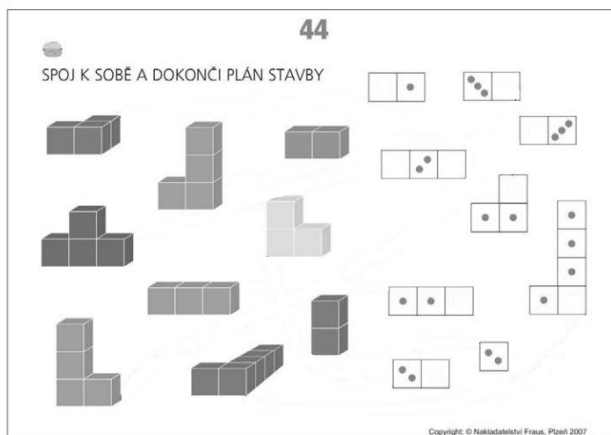 44
SPOJ K SOBĚ A DOKONČI PLÁN STAVBY
Copyright: © Nakladatelství Fraus, Plzeň 2007